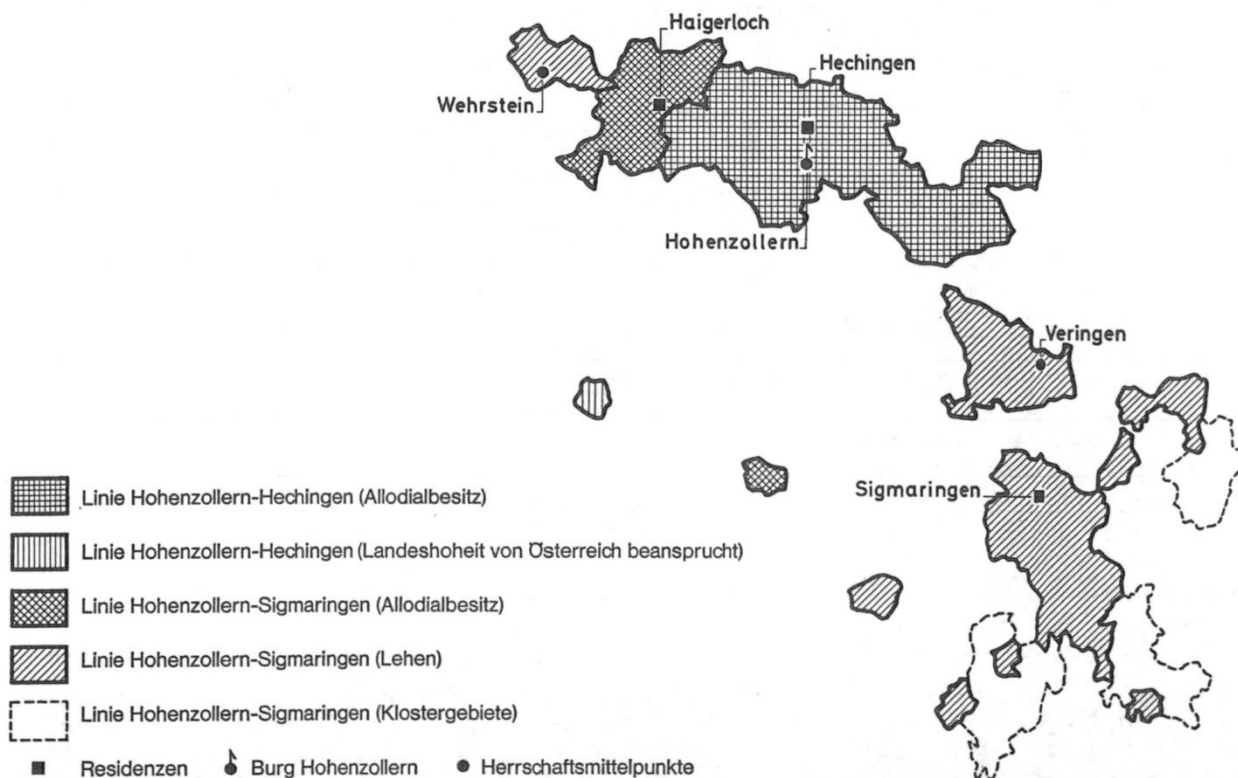 Haigerloch
Hechingen
Wehrstein
Hohenzollern
Veringen
Sigmaringen
Linie Hohenzollern-Hechingen (Allodialbesitz)
Linie Hohenzollern-Hechingen (Landeshoheit von Österreich beansprucht)
Linie Hohenzollern-Sigmaringen (Allodialbesitz)
Linie Hohenzollern-Sigmaringen (Lehen)
Linie Hohenzollern-Sigmaringen (Klostergebiete)
Residenzen Burg Hohenzollern Herrschaftsmittelpunkte